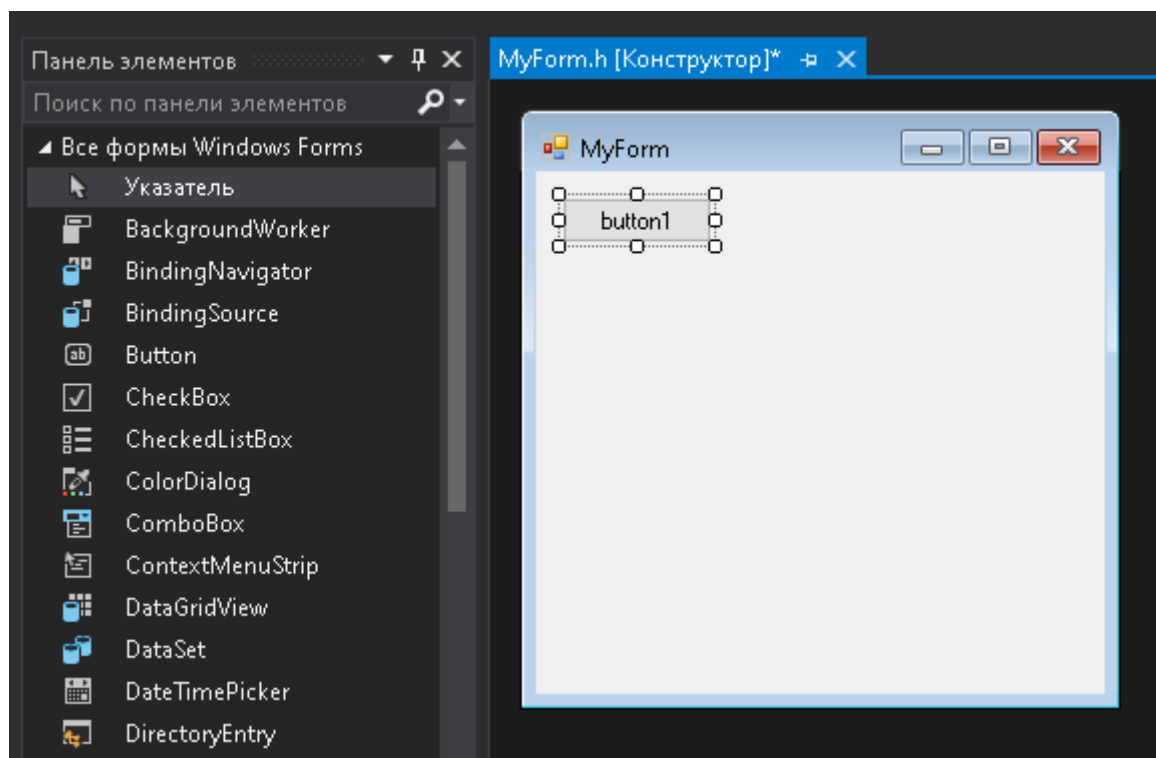 Панель элементов
Поиск по панели элементов
Все формы Windows Forms
Указатель
BackgroundWorker
BindingNavigator
BindingSource
Button
CheckBox
CheckedListBox
ColorDialog
ComboBox
ContextMenuStrip
DataGridView
DataSet
DateTimePicker
DirectoryEntry
MyForm.h [Конструктор]*
MyForm
button1